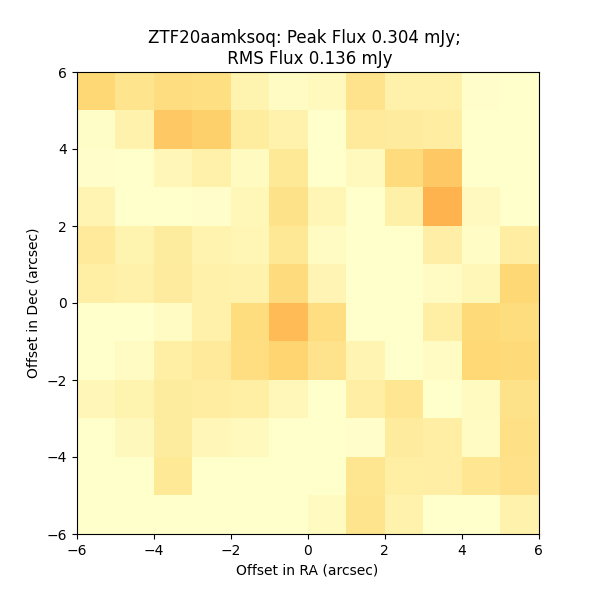 ZTF20aamksoq: Peak Flux 0.304 mJy;
RMS Flux 0.136 mJy
6
4
2
0
−2
−4
−6
Offset in Dec (arcsec)
−6 −4 −2 0 2 4 6
Offset in RA (arcsec)